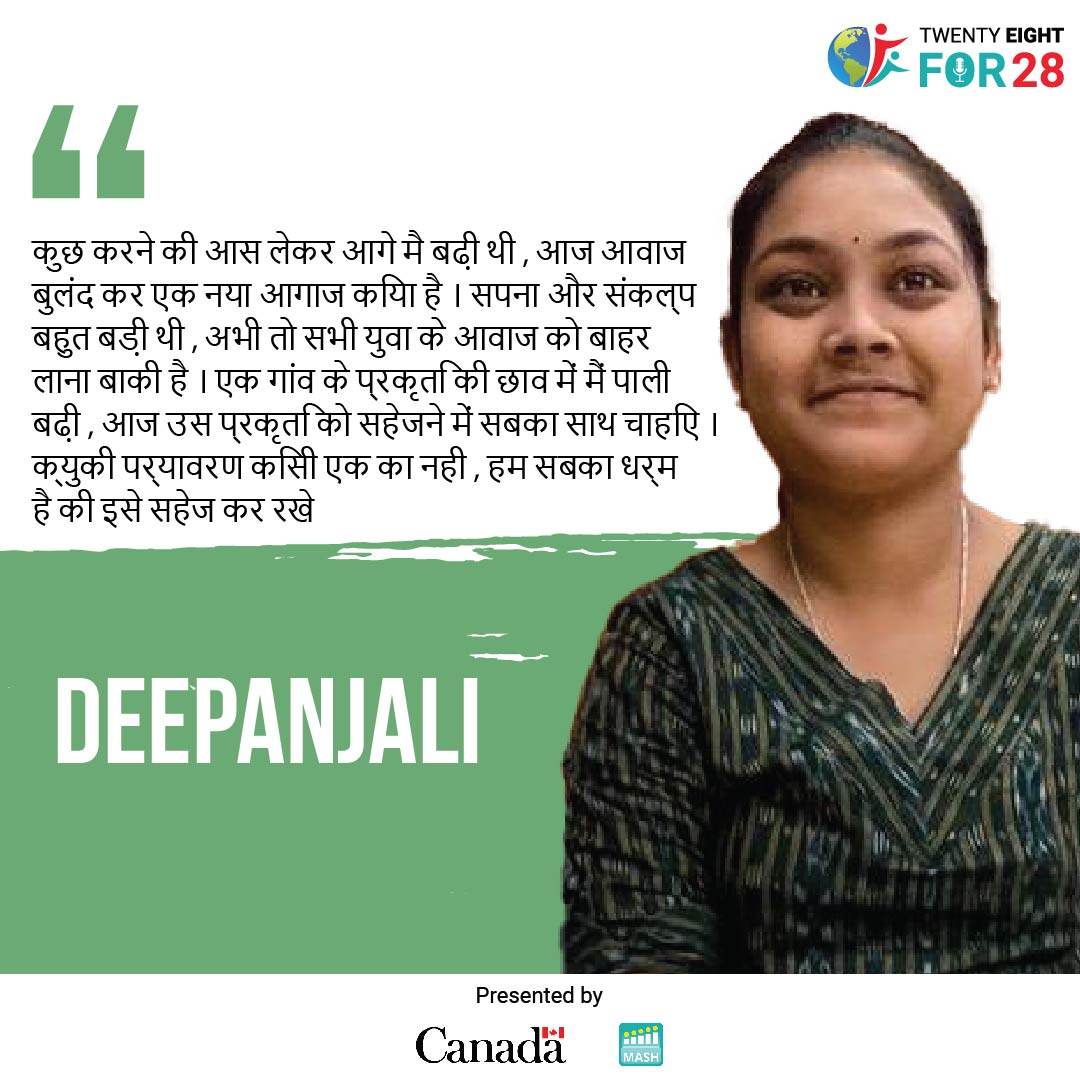 TWENTY EIGHT
FOR 28
कुछ करने की आस लेकर आगे मै बढ़ी थी , आज आवाज
बुलंद कर एक नया आगाज किया है । सपना और संकल्प
बहुत बड़ी थी , अभी तो सभी युवा के आवाज को बाहर
लाना बाकी है । एक गांव के प्रकृति की छाव में मैं पाली
बढ़ी , आज उस प्रकृति को सहेजने में सबका साथ चाहिए ।
क्युकी पर्यावरण किसी एक का नही , हम सबका धर्म
है की इसे सहेज कर रखे
DEEPANJALI
Presented by
Canada
MASH